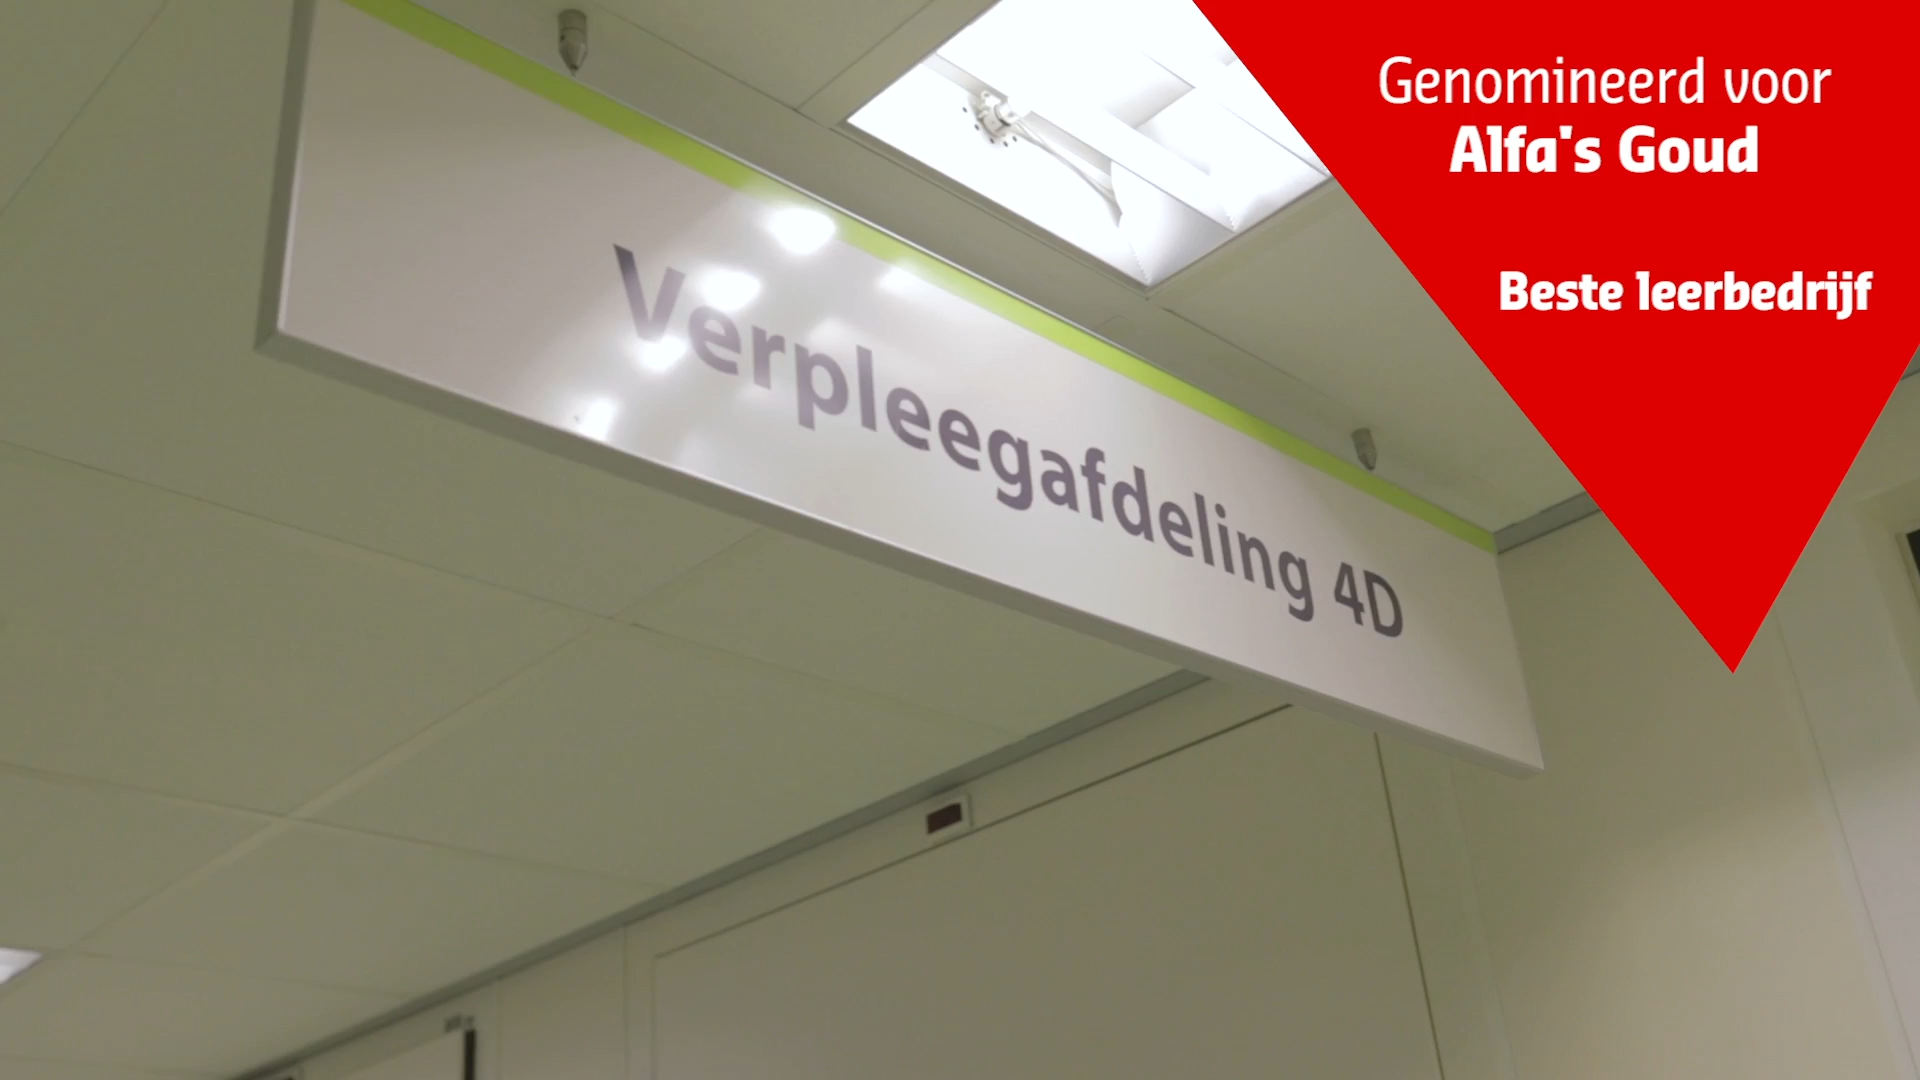 Genomineerd voor
Alfa's Goud
Beste leerbedrijf
Verpleegafdeling 4D